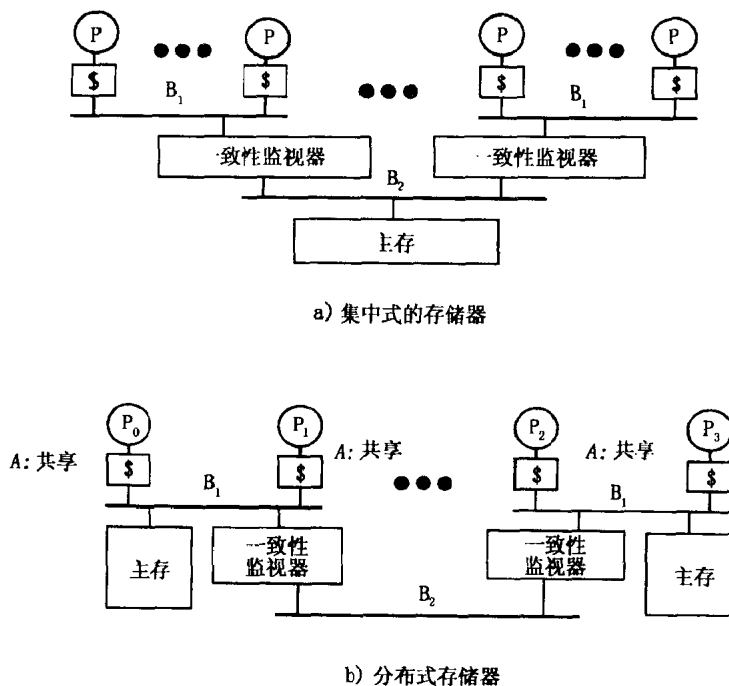 P P P P
$ $ $ $
B1 B1
一致性监视器 一致性监视器
B2
主存
a) 集中式的存储器
P0 P1 P2 P3
A: 共享 $ $ A: 共享 $ A: 共享 $
B1 B1
主存 一致性监视器 一致性监视器 主存
B2
b) 分布式存储器